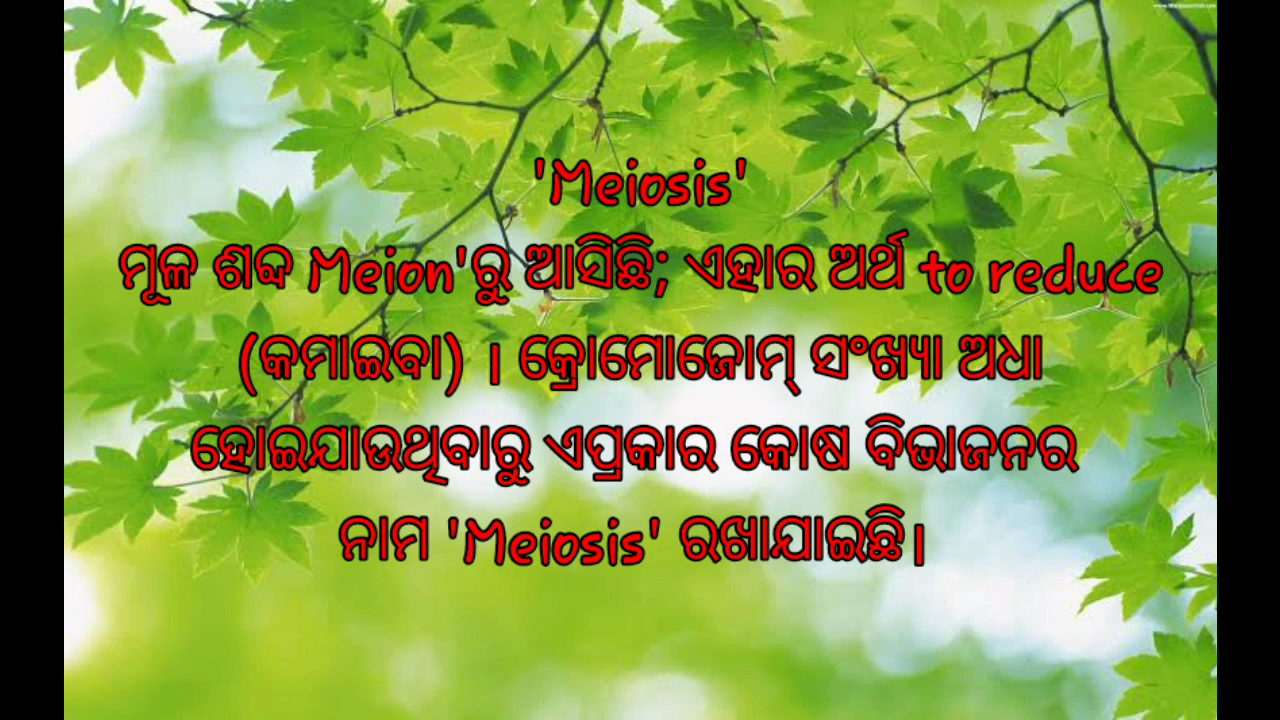 'Meiosis'
ମୂଳ ଶବ୍ଦ Meion'ରୁ ଆସିଛି; ଏହାର ଅର୍ଥ to reduce
(କମାଇବା) । କ୍ରୋମୋଜୋମ୍ ସଂଖ୍ୟା ଅଧା
ହୋଇଯାଉଥିବାରୁ ଏପ୍ରକାର କୋଷ ବିଭାଜନର
ନାମ 'Meiosis' ରଖାଯାଇଛି।